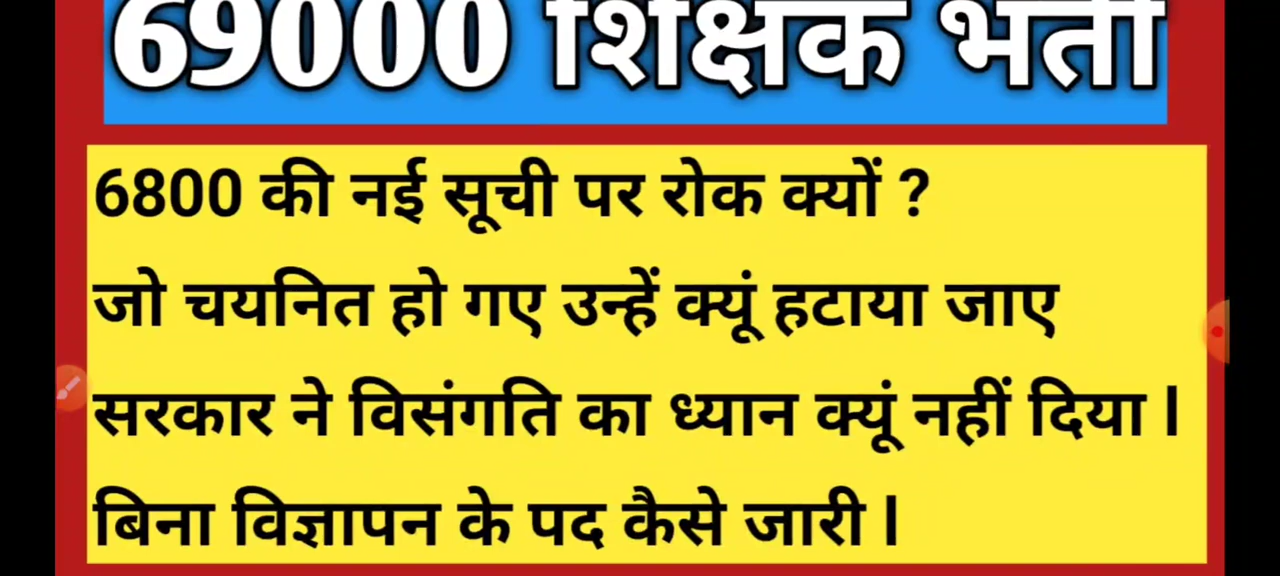 69000 शिक्षक भर्ती
6800 की नई सूची पर रोक क्यों ?
जो चयनित हो गए उन्हें क्यूं हटाया जाए
सरकार ने विसंगति का ध्यान क्यूं नहीं दिया l
बिना विज्ञापन के पद कैसे जारी l